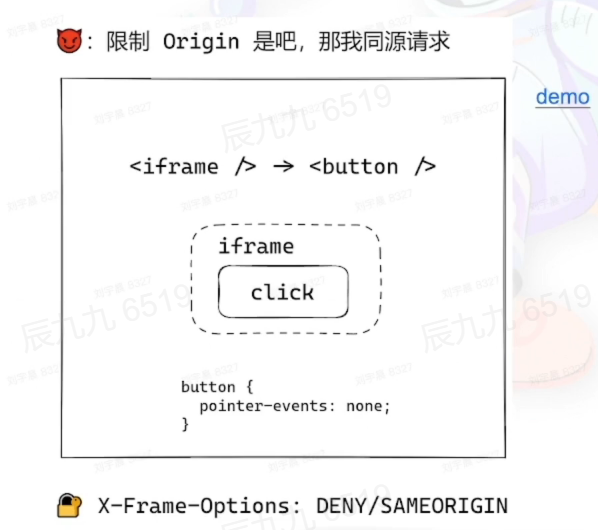 😈：限制 Origin 是吧，那我同源请求
demo
<iframe /> → <button />
iframe
click
button {
pointer-events: none;
}
🔐 X-Frame-Options: DENY/SAMEORIGIN
辰九九 6519
辰九九 6519
辰九九 6519